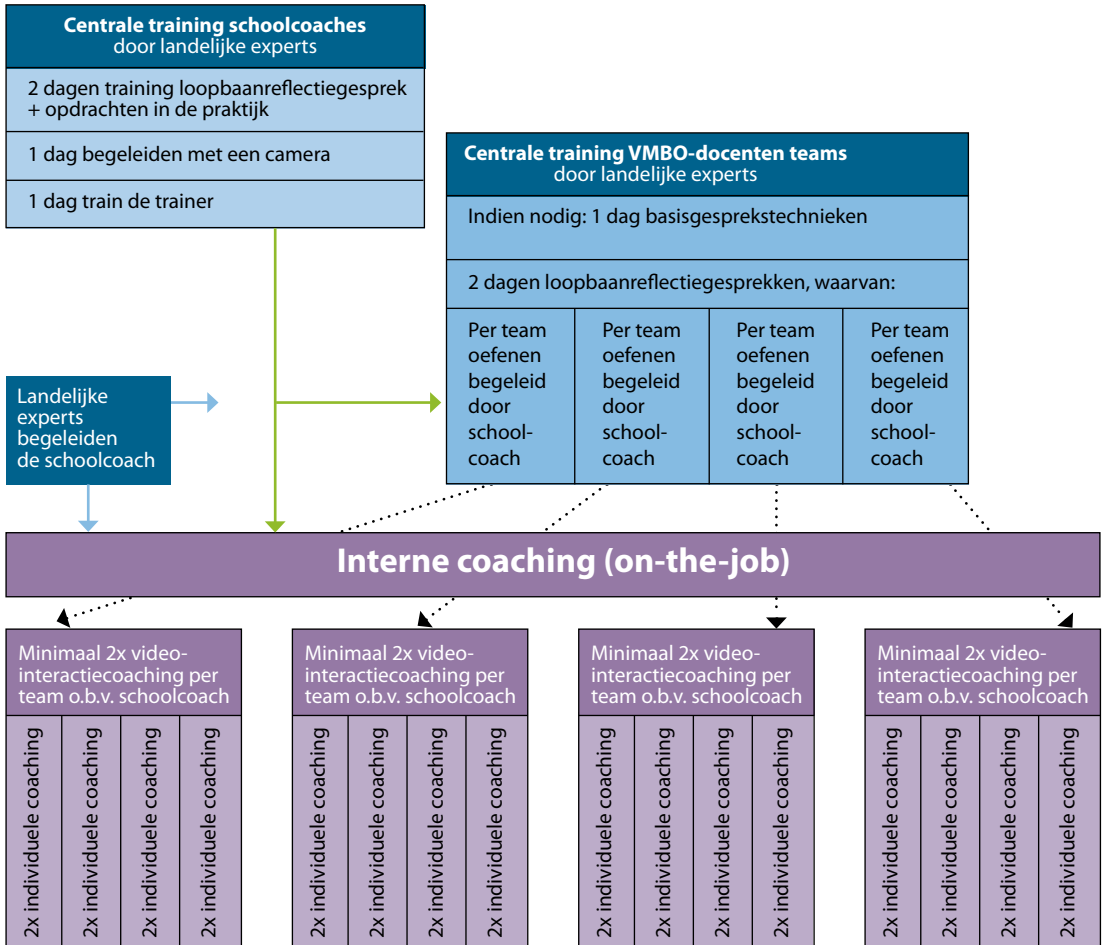 Centrale training schoolcoaches
door landelijke experts
2 dagen training loopbaanreflectiegesprek
+ opdrachten in de praktijk
1 dag begeleiden met een camera
1 dag train de trainer
Centrale training VMBO-docenten teams
door landelijke experts
Indien nodig: 1 dag basisgesprekstechnieken
2 dagen loopbaanreflectiegesprekken, waarvan:
Per team
oefenen
begeleid
door
school-
coach
Per team
oefenen
begeleid
door
school-
coach
Per team
oefenen
begeleid
door
school-
coach
Per team
oefenen
begeleid
door
school-
coach
Landelijke
experts
begeleiden
de schoolcoach
Interne coaching (on-the-job)
Minimaal 2x video-
interactiecoaching per
team o.b.v. schoolcoach
2x individuele coaching
2x individuele coaching
2x individuele coaching
2x individuele coaching
Minimaal 2x video-
interactiecoaching per
team o.b.v. schoolcoach
2x individuele coaching
2x individuele coaching
2x individuele coaching
2x individuele coaching
Minimaal 2x video-
interactiecoaching per
team o.b.v. schoolcoach
2x individuele coaching
2x individuele coaching
2x individuele coaching
2x individuele coaching
Minimaal 2x video-
interactiecoaching per
team o.b.v. schoolcoach
2x individuele coaching
2x individuele coaching
2x individuele coaching
2x individuele coaching